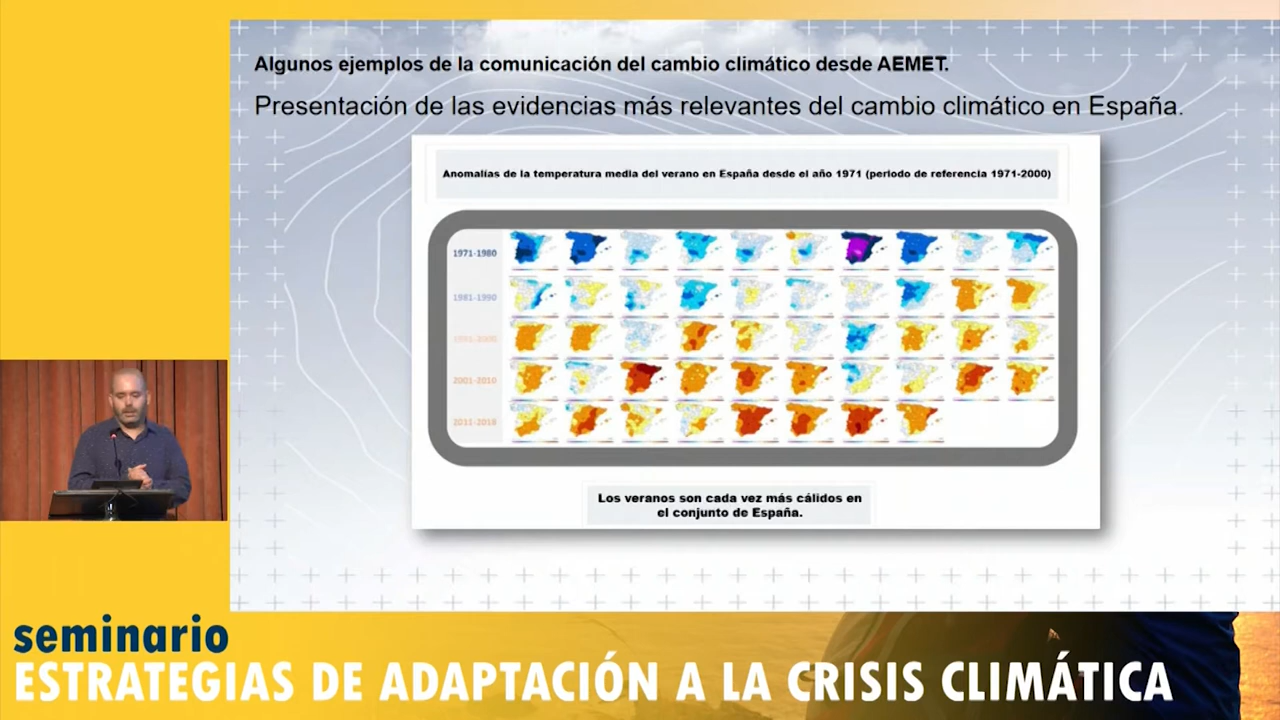 Algunos ejemplos de la comunicación del cambio climático desde AEMET.
Presentación de las evidencias más relevantes del cambio climático en España.
Anomalías de la temperatura media del verano en España desde el año 1971 (periodo de referencia 1971-2000)
1971-1980
1981-1990
1991-2000
2001-2010
2011-2018
Los veranos son cada vez más cálidos en
el conjunto de España.
seminario
ESTRATEGIAS DE ADAPTACIÓN A LA CRISIS CLIMÁTICA